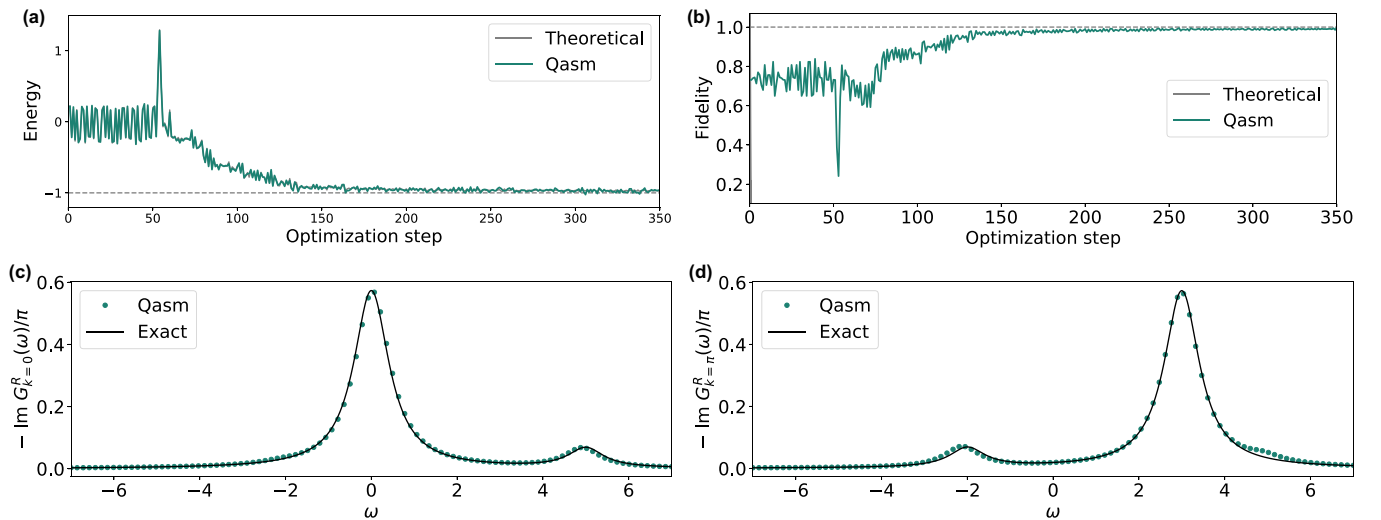 (a)
Energy
1
0
−1
Theoretical
Qasm
0 50 100 150 200 250 300 350
Optimization step
(b)
Fidelity
1.0
0.8
0.6
0.4
0.2
Theoretical
Qasm
0 50 100 150 200 250 300 350
Optimization step
(c)
− Im G^R_{k=0}(ω)/π
0.6
0.4
0.2
0.0
Qasm
Exact
−6 −4 −2 0 2 4 6
ω
(d)
− Im G^R_{k=π}(ω)/π
0.6
0.4
0.2
0.0
Qasm
Exact
−6 −4 −2 0 2 4 6
ω